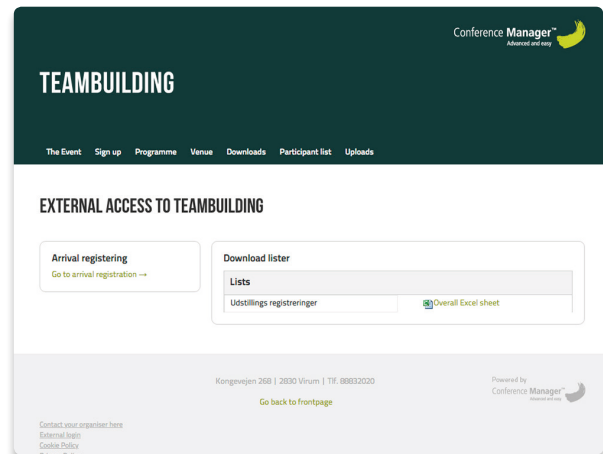 Conference Manager™
Advanced and easy
TEAMBUILDING
The Event Sign up Programme Venue Downloads Participant list Uploads
EXTERNAL ACCESS TO TEAMBUILDING
Arrival registering
Go to arrival registration →
Download lister
Lists
Udstillings registreringer Overall Excel sheet
Kongevejen 268 | 2830 Virum | Tlf. 88832020
Go back to frontpage
Powered by
Conference Manager™
Advanced and easy
Contact your organiser here
External login
Cookie Policy